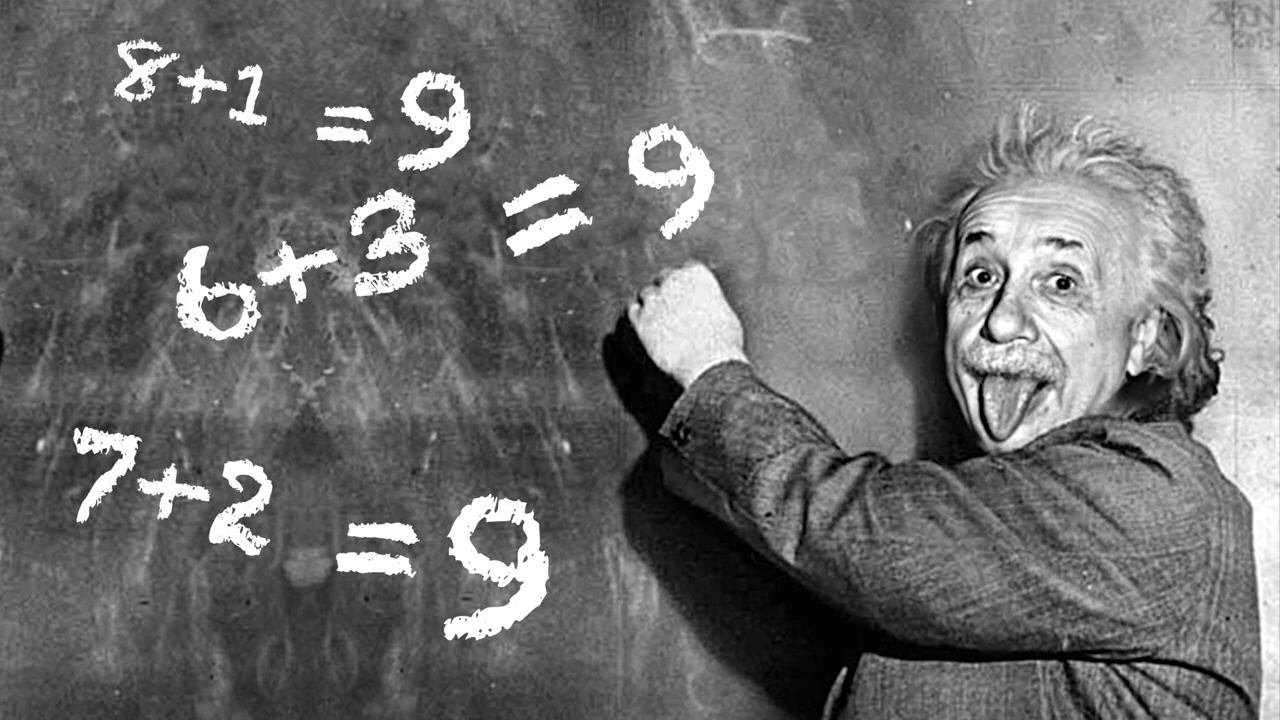 8+1 = 9
6+3 = 9
7+2 = 9